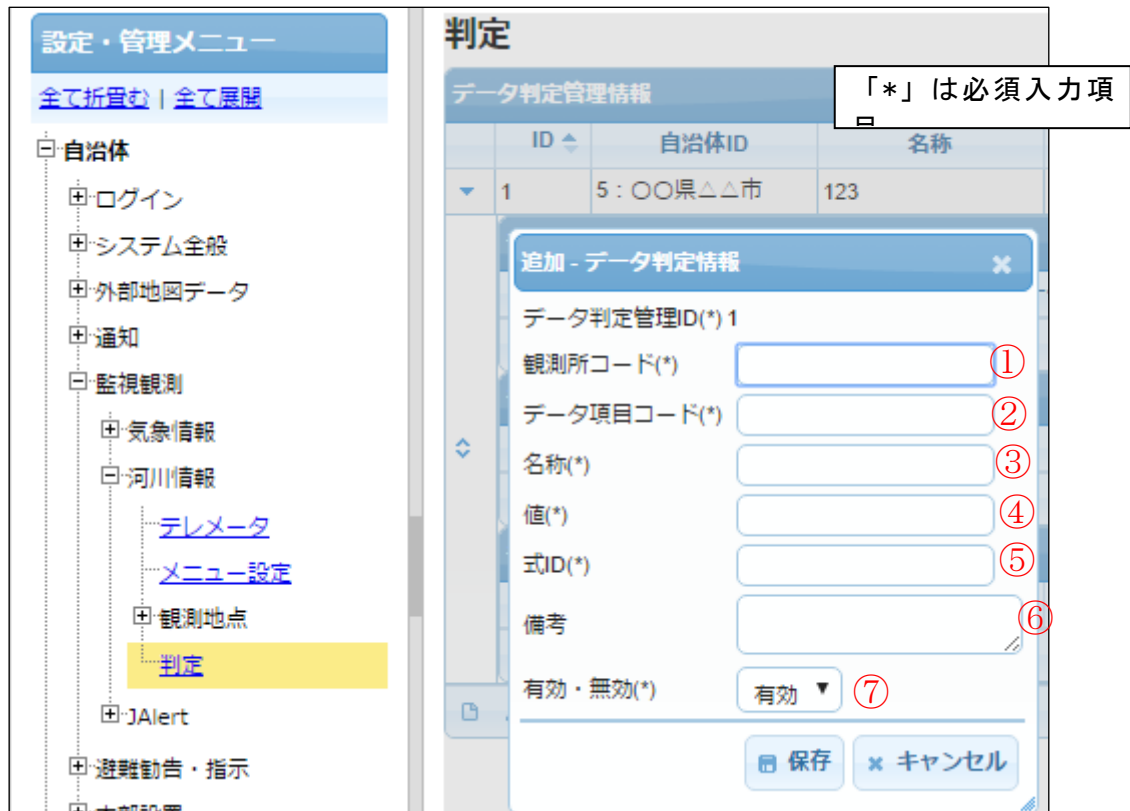 設定・管理メニュー
全て折畳む | 全て展開
自治体
ログイン
システム全般
外部地図データ
通知
監視観測
気象情報
河川情報
テレメータ
メニュー設定
観測地点
判定
JAlert
避難勧告・指示
判定
「*」は必須入力項
データ判定管理情報
ID 自治体ID 名称
1 5：〇〇県△△市 123
追加 - データ判定情報
データ判定管理ID(*) 1
観測所コード(*) ①
データ項目コード(*) ②
名称(*) ③
値(*) ④
式ID(*) ⑤
備考 ⑥
有効・無効(*) 有効 ▼ ⑦
保存 × キャンセル